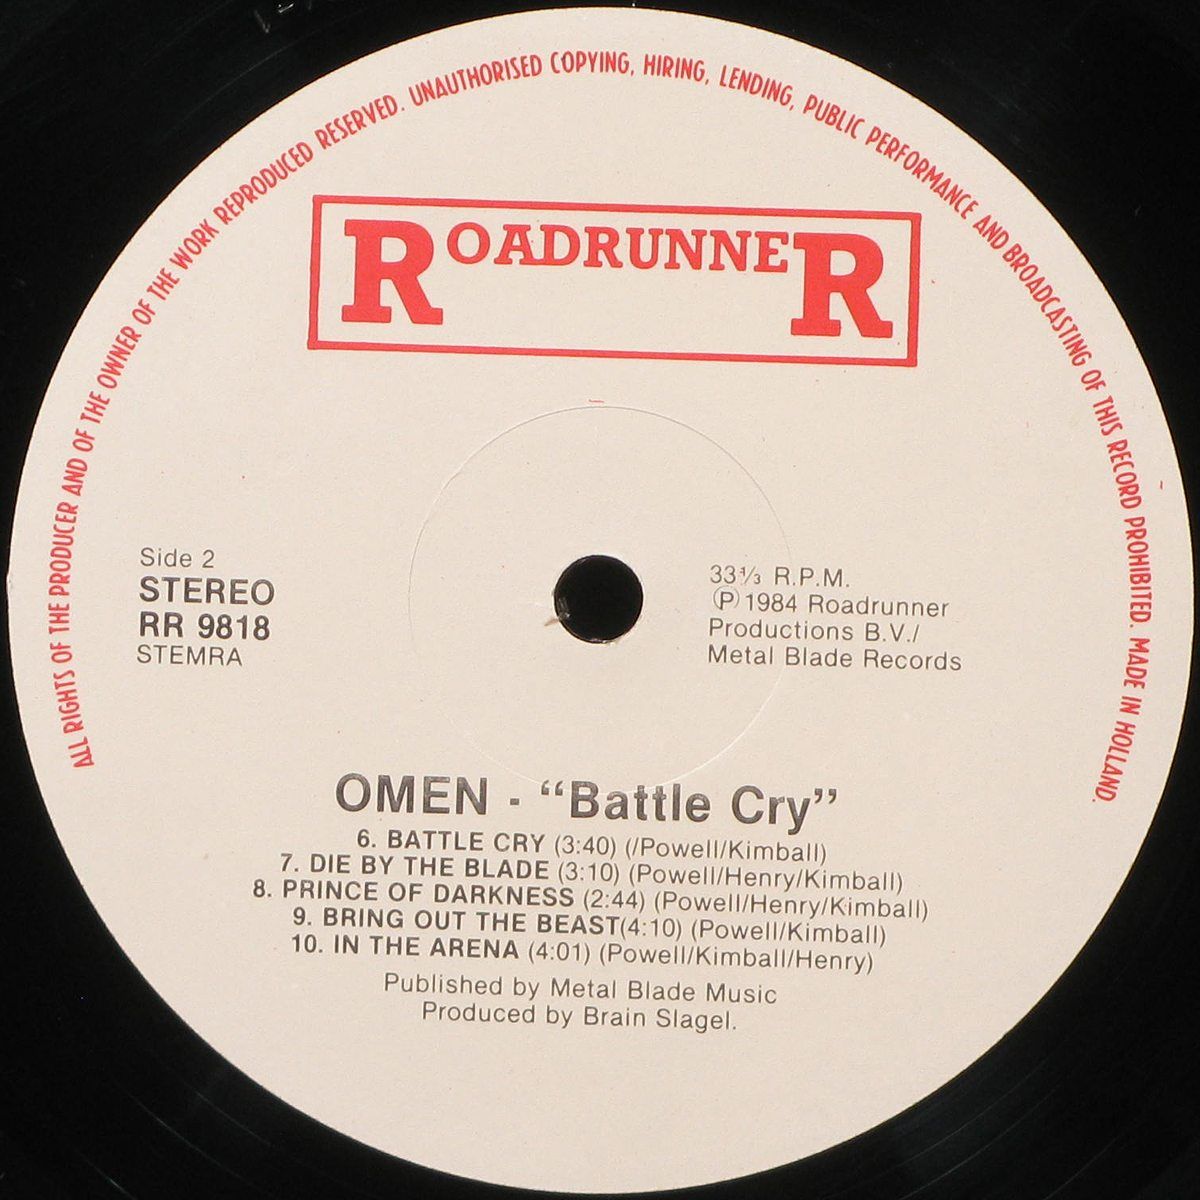 ALL RIGHTS OF THE PRODUCER AND OF THE OWNER OF THE WORK REPRODUCED RESERVED. UNAUTHORISED COPYING, HIRING, LENDING, PUBLIC PERFORMANCE AND BROADCASTING OF THIS RECORD PROHIBITED. MADE IN HOLLAND.
ROADRUNNER
Side 2
STEREO
RR 9818
STEMRA
33⅓ R.P.M.
Ⓟ1984 Roadrunner
Productions B.V./
Metal Blade Records
OMEN - “Battle Cry”
6. BATTLE CRY (3:40) (/Powell/Kimball)
7. DIE BY THE BLADE (3:10) (Powell/Henry/Kimball)
8. PRINCE OF DARKNESS (2:44) (Powell/Henry/Kimball)
9. BRING OUT THE BEAST(4:10) (Powell/Kimball)
10. IN THE ARENA (4:01) (Powell/Kimball/Henry)
Published by Metal Blade Music
Produced by Brain Slagel.